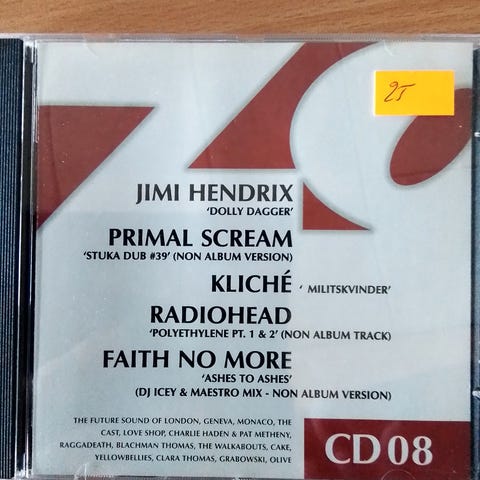 25
JIMI HENDRIX
'DOLLY DAGGER'
PRIMAL SCREAM
'STUKA DUB #39' (NON ALBUM VERSION)
KLICHÉ ' MILITSKVINDER'
RADIOHEAD
'POLYETHYLENE PT. 1 & 2' (NON ALBUM TRACK)
FAITH NO MORE
'ASHES TO ASHES'
(DJ ICEY & MAESTRO MIX - NON ALBUM VERSION)
THE FUTURE SOUND OF LONDON, GENEVA, MONACO, THE
CAST, LOVE SHOP, CHARLIE HADEN & PAT METHENY,
RAGGADEATH, BLACHMAN THOMAS, THE WALKABOUTS, CAKE,
YELLOWBELLIES, CLARA THOMAS, GRABOWSKI, OLIVE
CD 08